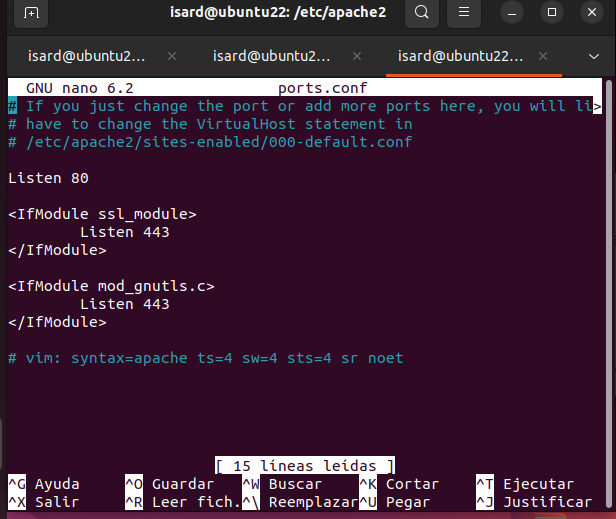 isard@ubuntu22: /etc/apache2
isard@ubuntu22... isard@ubuntu2... isard@ubuntu22...
GNU nano 6.2 ports.conf
# If you just change the port or add more ports here, you will li>
# have to change the VirtualHost statement in
# /etc/apache2/sites-enabled/000-default.conf
Listen 80
<IfModule ssl_module>
Listen 443
</IfModule>
<IfModule mod_gnutls.c>
Listen 443
</IfModule>
# vim: syntax=apache ts=4 sw=4 sts=4 sr noet
[ 15 líneas leídas ]
^G Ayuda ^O Guardar ^W Buscar ^K Cortar ^T Ejecutar
^X Salir ^R Leer fich. ^\ Reemplazar ^U Pegar ^J Justificar